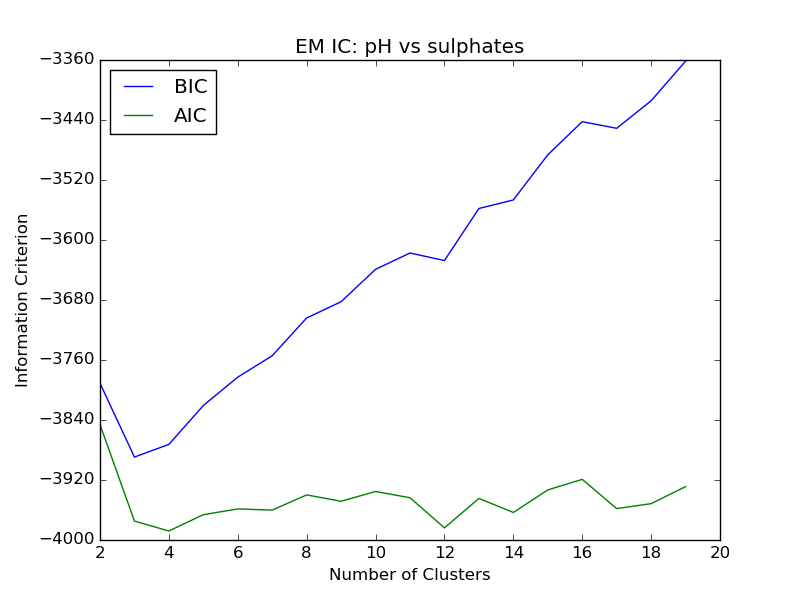 EM IC: pH vs sulphates
BIC
AIC
−3360
−3440
−3520
−3600
−3680
−3760
−3840
−3920
−4000
Information Criterion
2 4 6 8 10 12 14 16 18 20
Number of Clusters